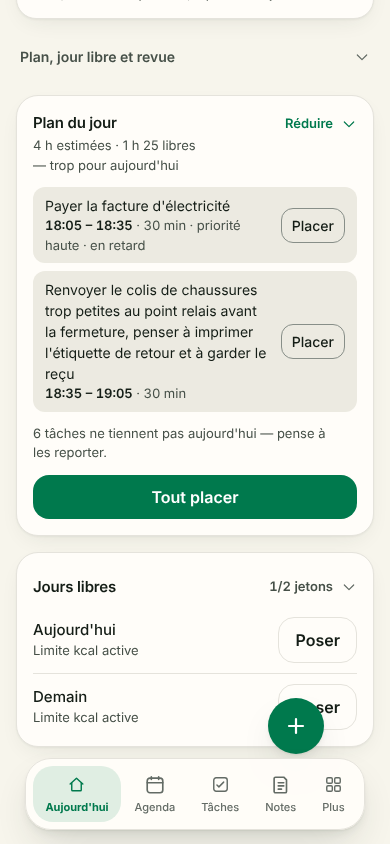 Plan, jour libre et revue
Plan du jour
Réduire
4 h estimées · 1 h 25 libres
— trop pour aujourd'hui
Payer la facture d'électricité
18:05 – 18:35 · 30 min · priorité
haute · en retard
Placer
Renvoyer le colis de chaussures
trop petites au point relais avant
la fermeture, penser à imprimer
l'étiquette de retour et à garder le
reçu
18:35 – 19:05 · 30 min
Placer
6 tâches ne tiennent pas aujourd'hui — pense à
les reporter.
Tout placer
Jours libres
1/2 jetons
Aujourd'hui
Limite kcal active
Poser
Demain
Limite kcal active
Aujourd'hui
Agenda
Tâches
Notes
Plus